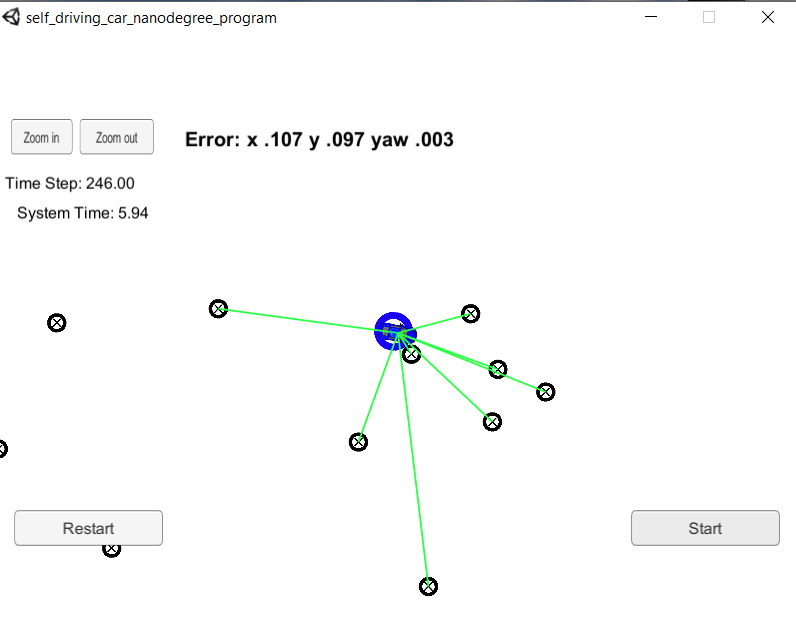 self_driving_car_nanodegree_program
Zoom in
Zoom out
Error: x .107 y .097 yaw .003
Time Step: 246.00
System Time: 5.94
Restart
Start